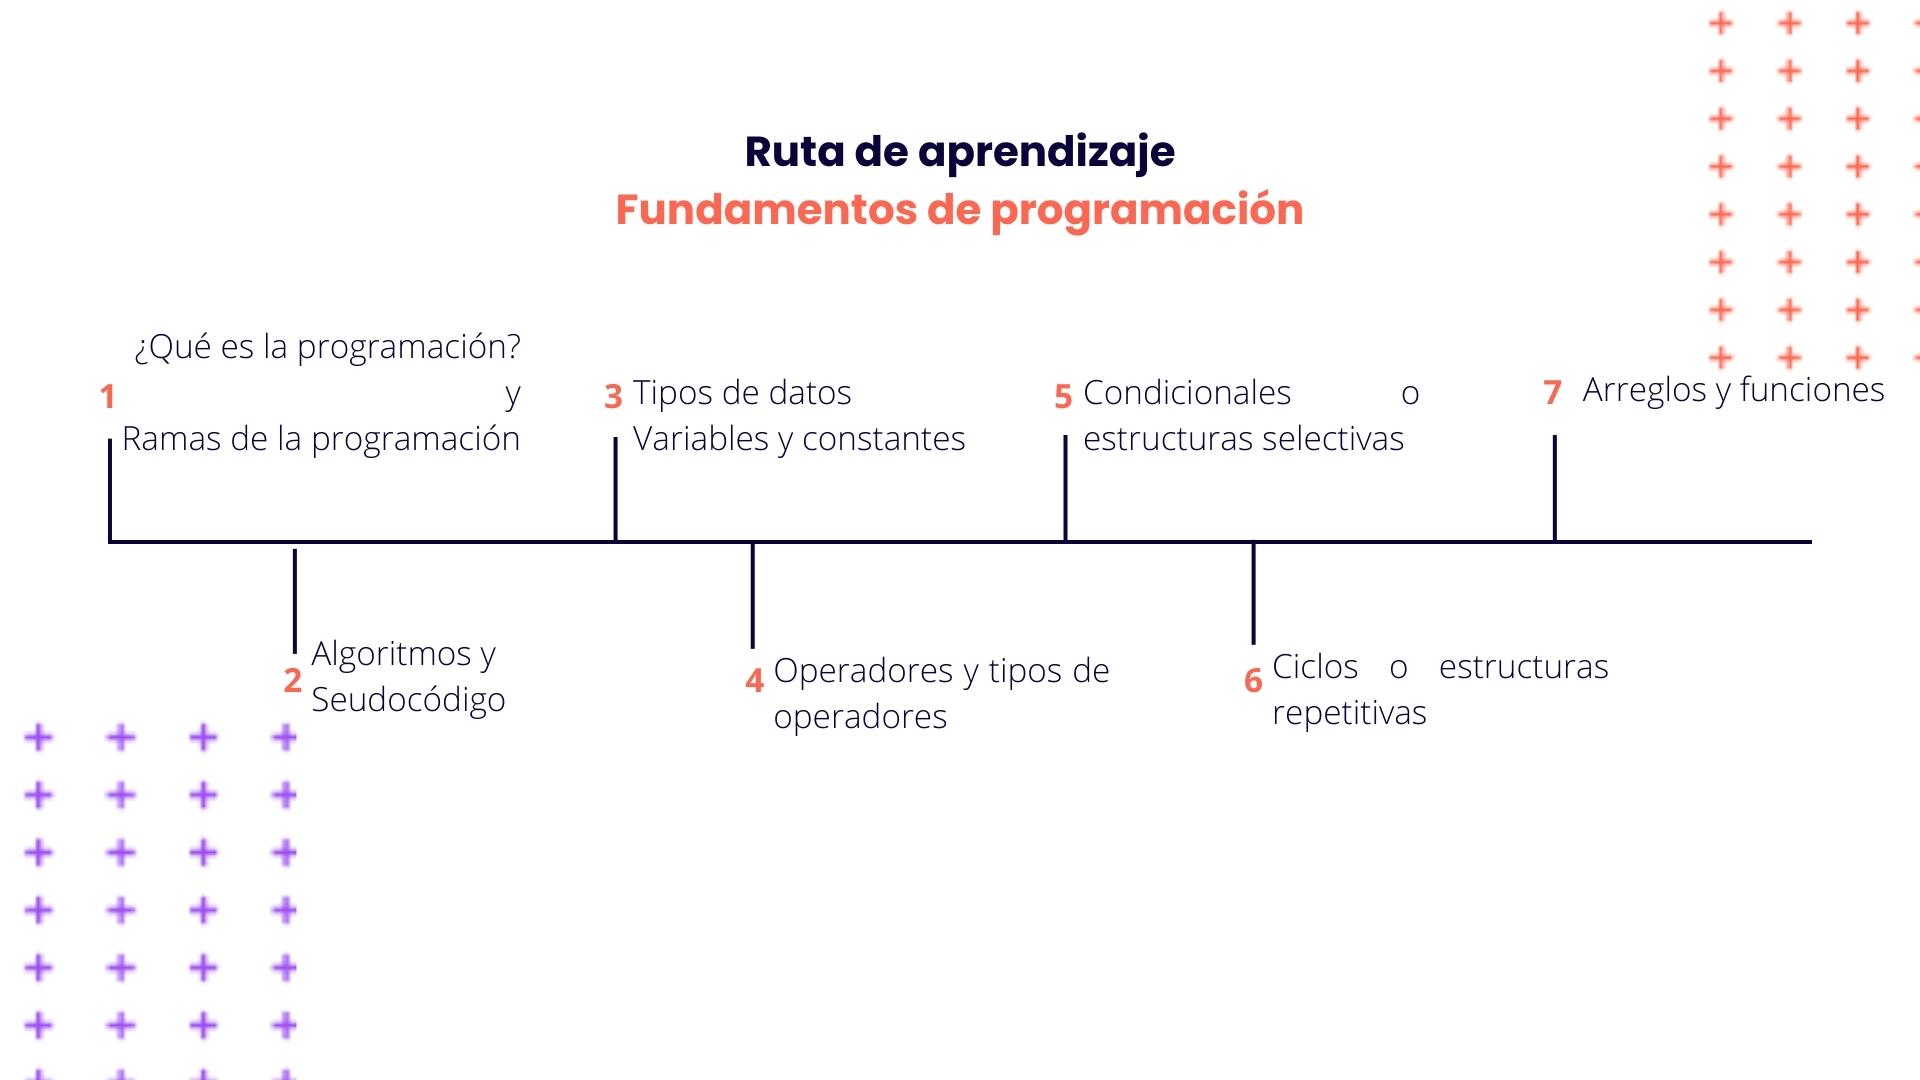 Ruta de aprendizaje
Fundamentos de programación
¿Qué es la programación?
1 y
Ramas de la programación
3 Tipos de datos
Variables y constantes
5 Condicionales o
estructuras selectivas
7 Arreglos y funciones
Algoritmos y
2 Seudocódigo
4 Operadores y tipos de
operadores
6 Ciclos o estructuras
repetitivas